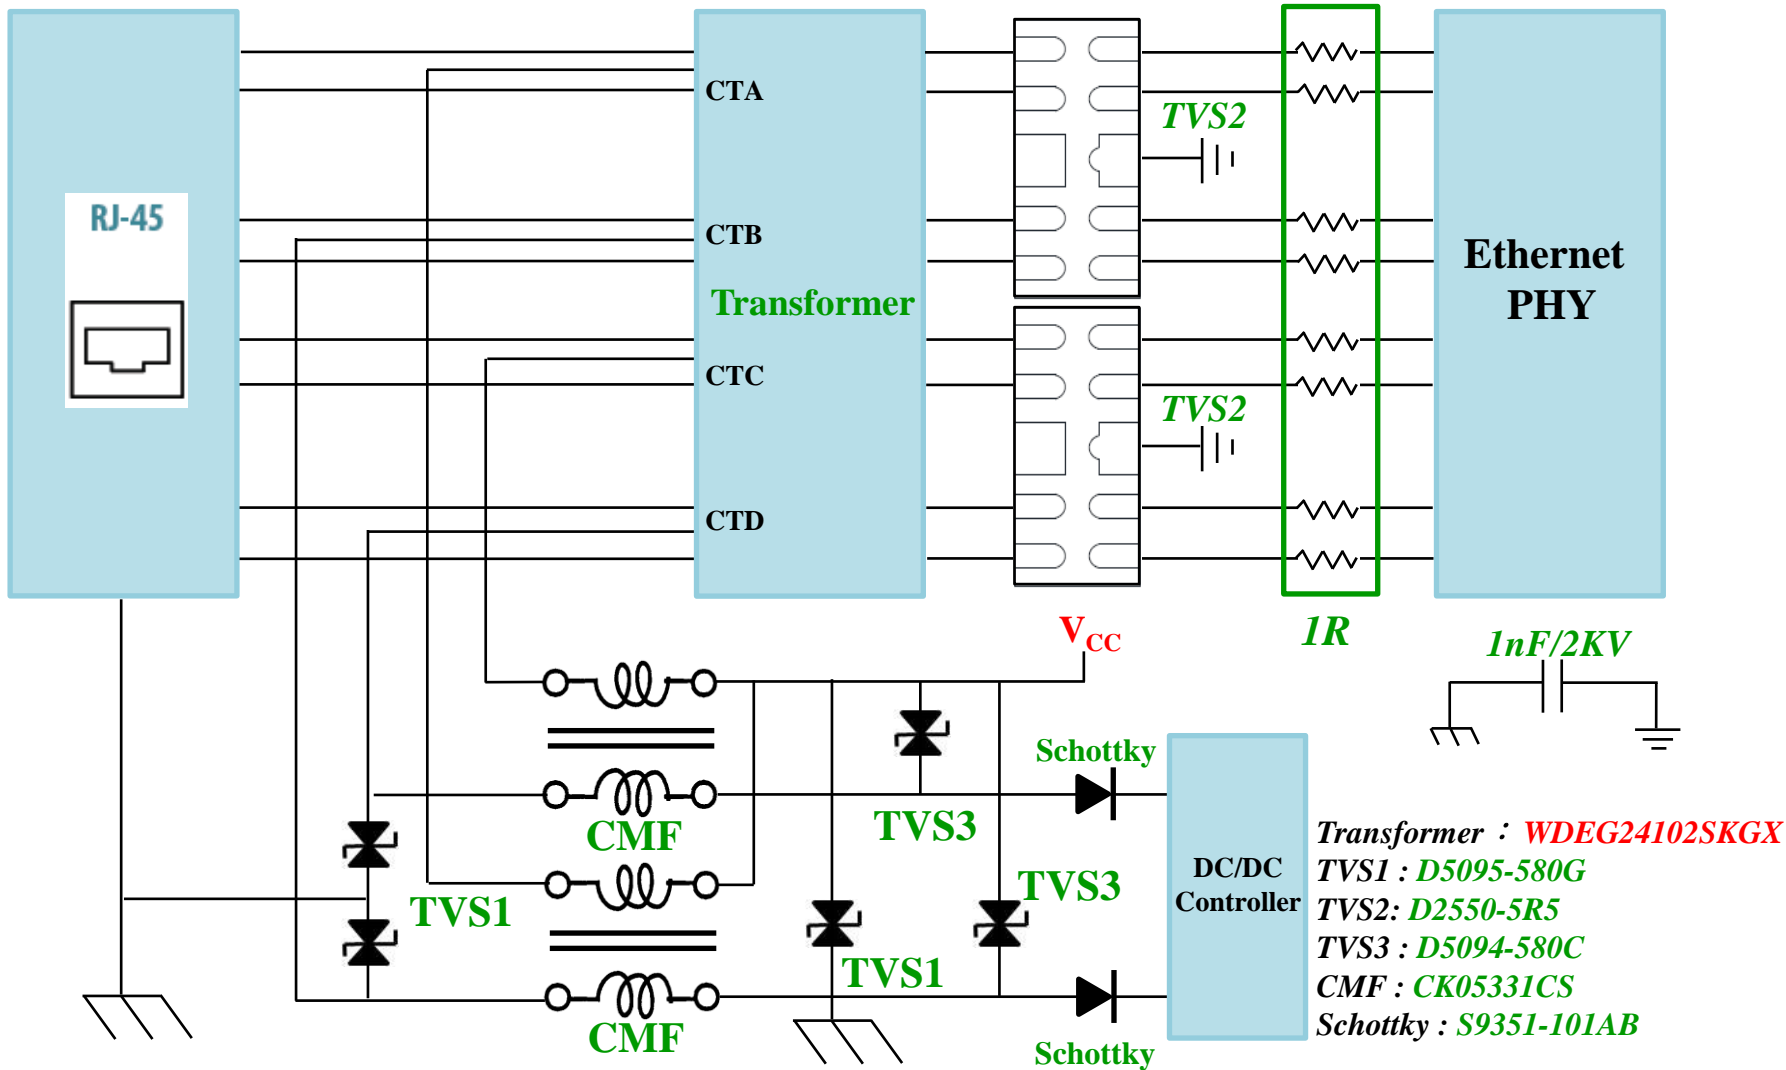 RJ-45
CTA
CTB
Transformer
CTC
CTD
TVS2
TVS2
1R
Ethernet
PHY
VCC
1nF/2KV
Schottky
TVS3
CMF
TVS1
TVS3
TVS1
CMF
Schottky
DC/DC
Controller
Transformer : WDEG24102SKGX
TVS1 : D5095-580G
TVS2: D2550-5R5
TVS3 : D5094-580C
CMF : CK05331CS
Schottky : S9351-101AB